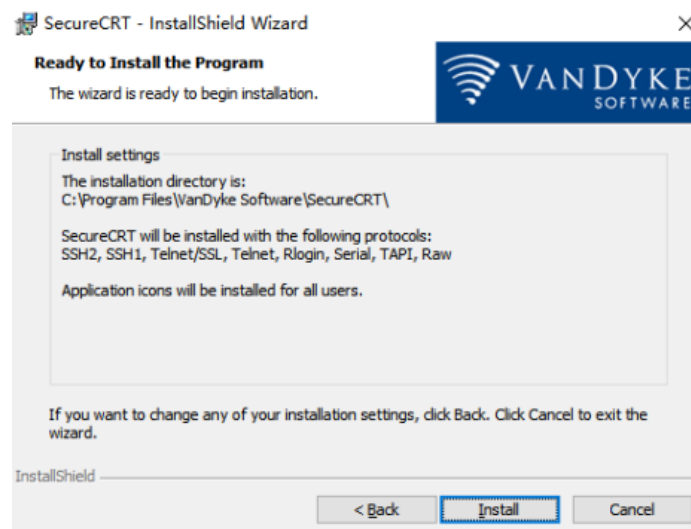 SecureCRT - InstallShield Wizard
Ready to Install the Program
The wizard is ready to begin installation.
VANDYKE
SOFTWARE
Install settings
The installation directory is:
C:\Program Files\VanDyke Software\SecureCRT\
SecureCRT will be installed with the following protocols:
SSH2, SSH1, Telnet/SSL, Telnet, Rlogin, Serial, TAPI, Raw
Application icons will be installed for all users.
If you want to change any of your installation settings, click Back. Click Cancel to exit the
wizard.
InstallShield
< Back Install Cancel